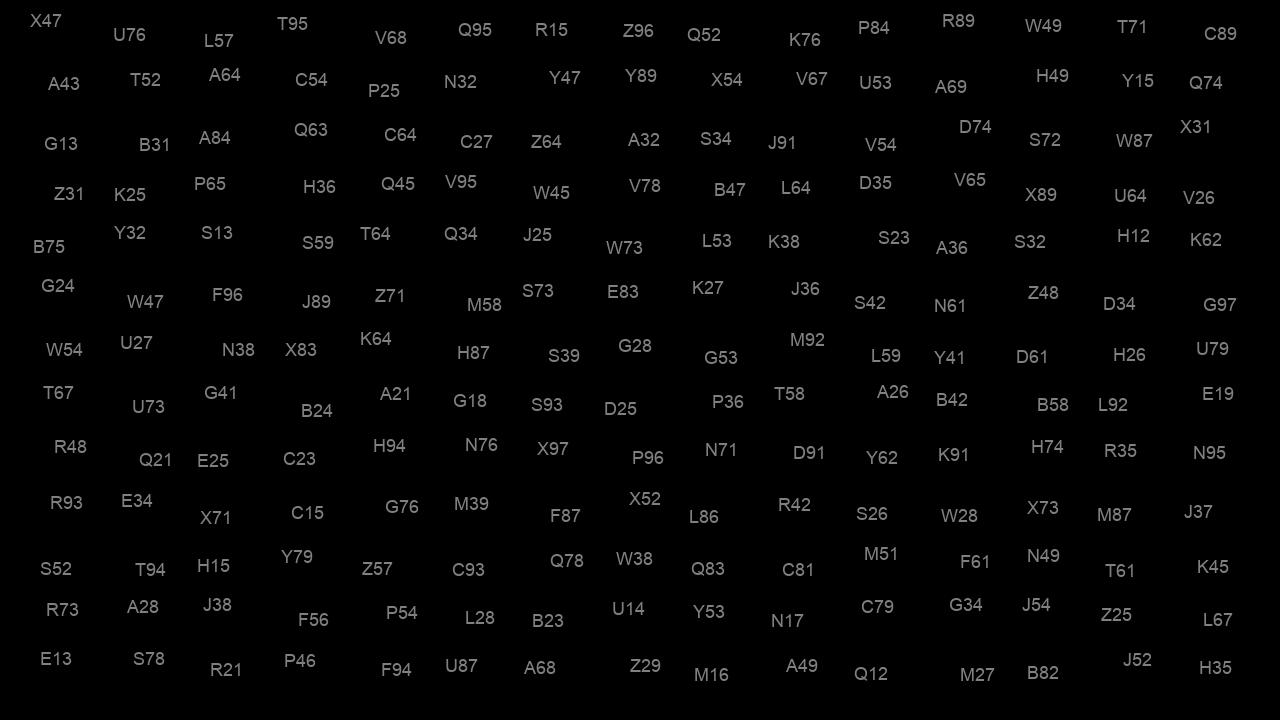 X47 U76 L57 T95 V68 Q95 R15 Z96 Q52 K76 P84 R89 W49 T71 C89
A43 T52 A64 C54 P25 N32 Y47 Y89 X54 V67 U53 A69 H49 Y15 Q74
G13 B31 A84 Q63 C64 C27 Z64 A32 S34 J91 V54 D74 S72 W87 X31
Z31 K25 P65 H36 Q45 V95 W45 V78 B47 L64 D35 V65 X89 U64 V26
B75 Y32 S13 S59 T64 Q34 J25 W73 L53 K38 S23 A36 S32 H12 K62
G24 W47 F96 J89 Z71 M58 S73 E83 K27 J36 S42 N61 Z48 D34 G97
W54 U27 N38 X83 K64 H87 S39 G28 G53 M92 L59 Y41 D61 H26 U79
T67 U73 G41 B24 A21 G18 S93 D25 P36 T58 A26 B42 B58 L92 E19
R48 Q21 E25 C23 H94 N76 X97 P96 N71 D91 Y62 K91 H74 R35 N95
R93 E34 X71 C15 G76 M39 F87 X52 L86 R42 S26 W28 X73 M87 J37
S52 T94 H15 Y79 Z57 C93 Q78 W38 Q83 C81 M51 F61 N49 T61 K45
R73 A28 J38 F56 P54 L28 B23 U14 Y53 N17 C79 G34 J54 Z25 L67
E13 S78 R21 P46 F94 U87 A68 Z29 M16 A49 Q12 M27 B82 J52 H35